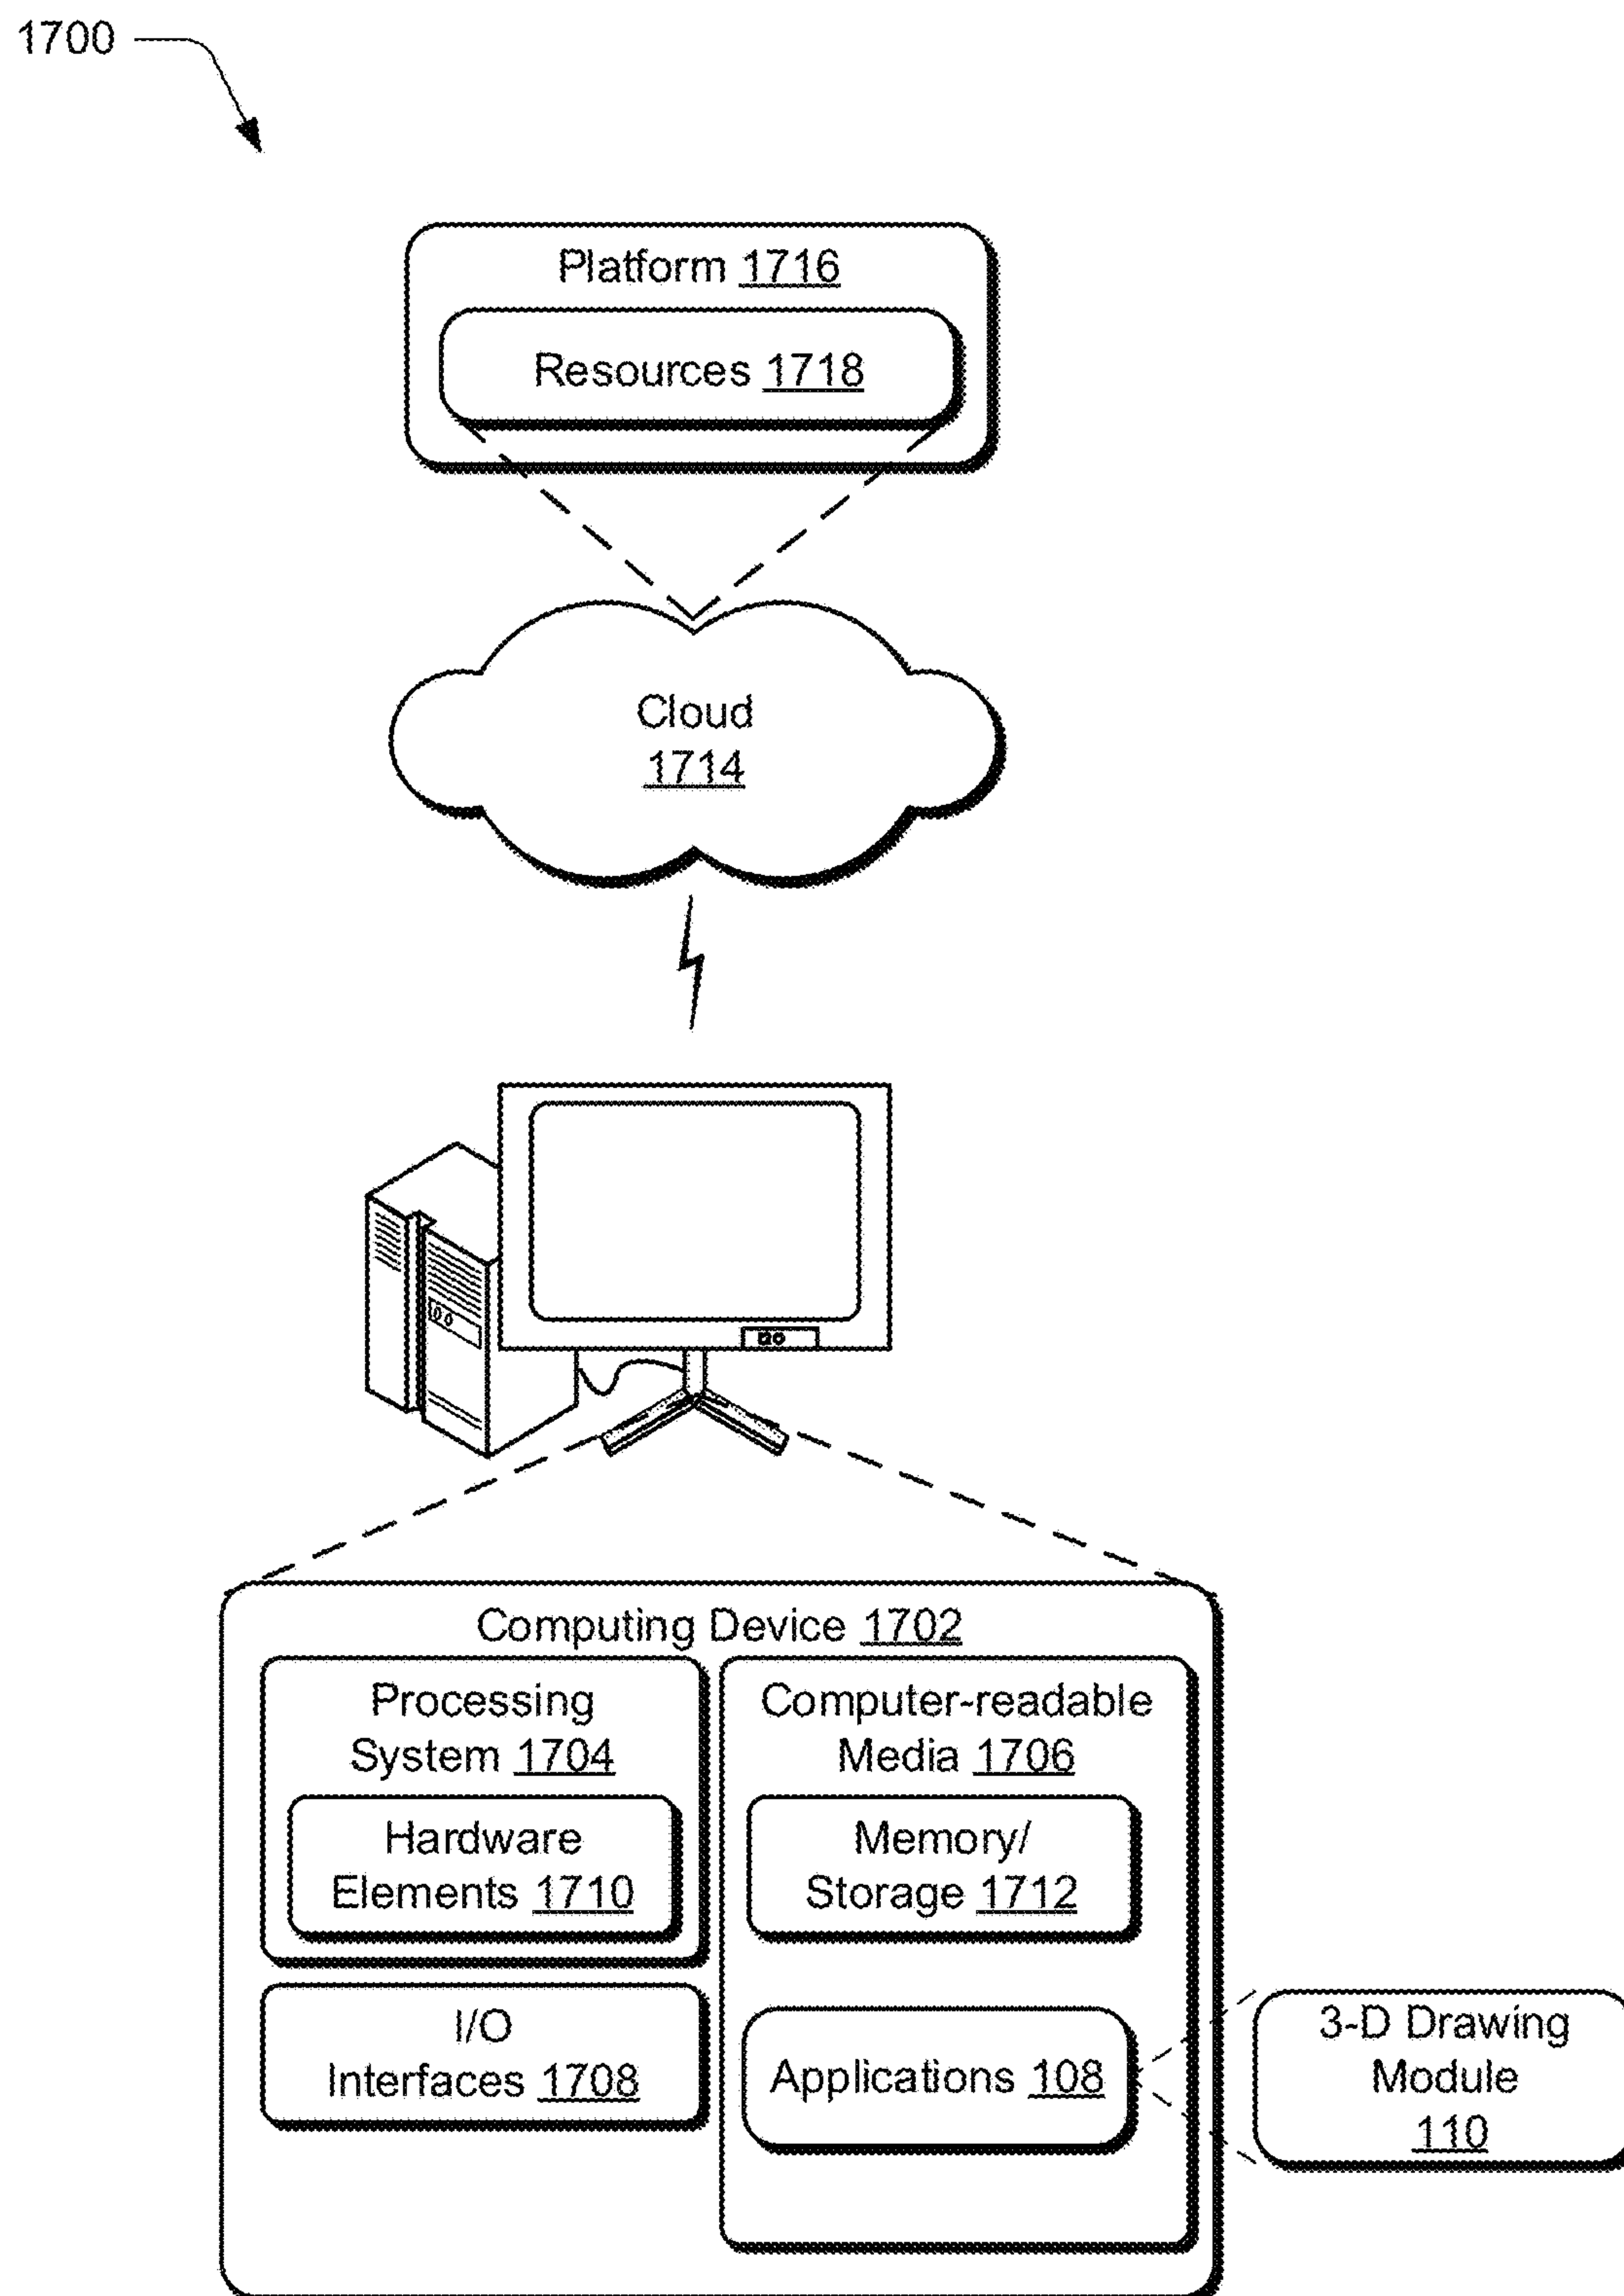 1700
Platform 1716
Resources 1718
Cloud
1714
Computing Device 1702
Processing
System 1704
Hardware
Elements 1710
I/O
Interfaces 1708
Computer-readable
Media 1706
Memory/
Storage 1712
Applications 108
3-D Drawing
Module
110